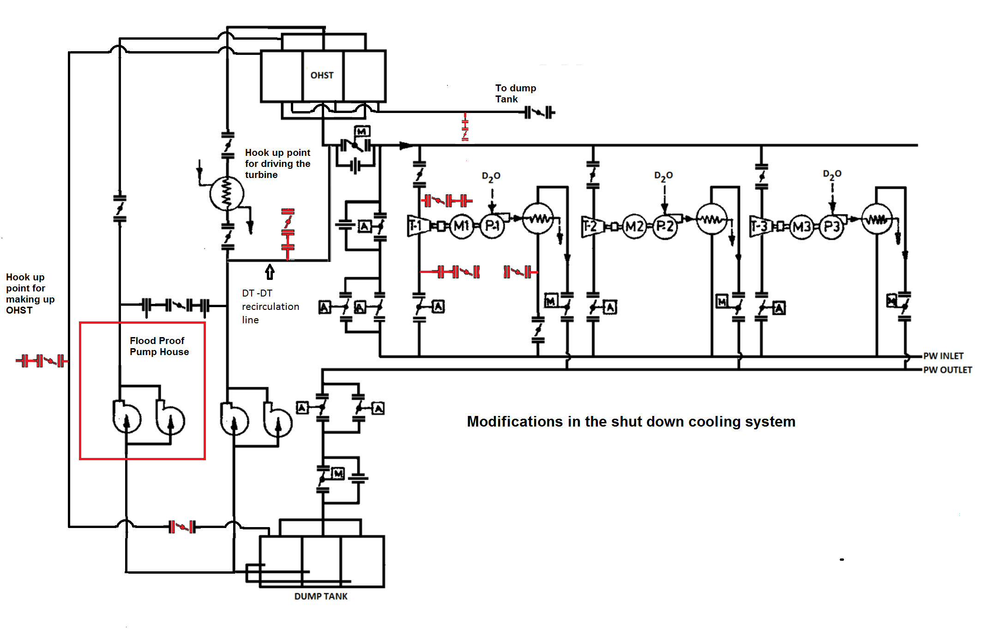 OHST
To dump
Tank
M
Hook up point
for driving the
turbine
D2O
D2O
D2O
A
T-1
M1
P-1
T-2
M2
P-2
T-3
M3
P3
Hook up
point for
making up
OHST
DT -DT
recirculation
line
A
A
A
M
A
M
A
M
Flood Proof
Pump House
PW INLET
PW OUTLET
A
A
Modifications in the shut down cooling system
M
DUMP TANK